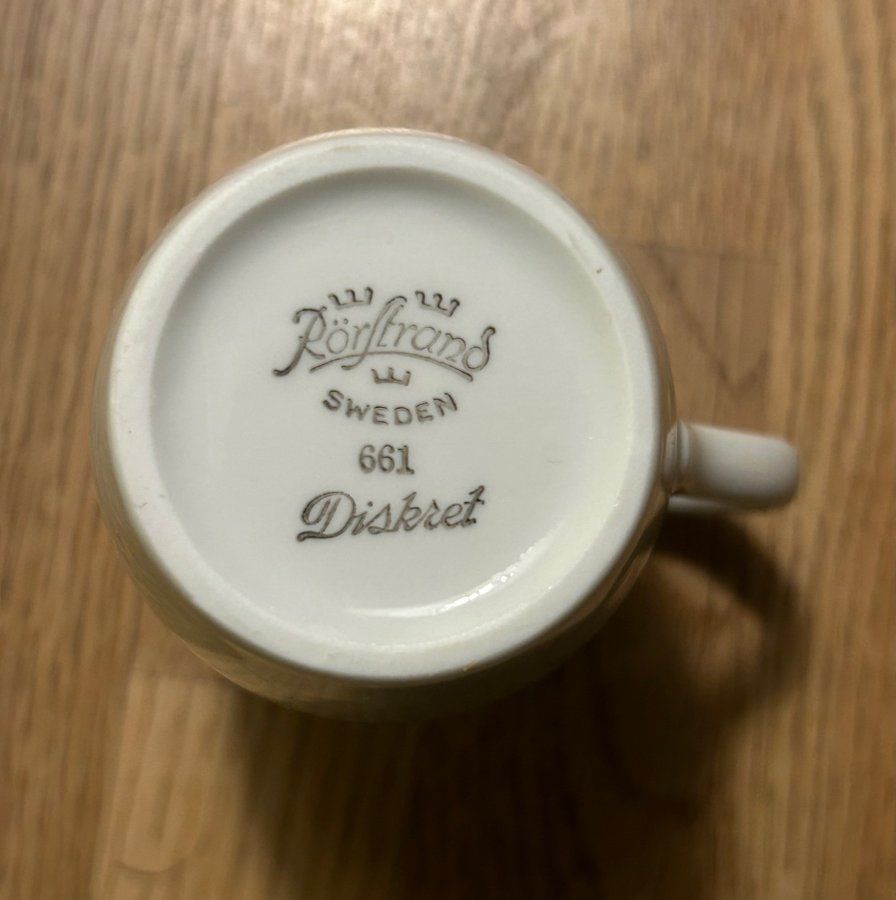 Rörstrand
SWEDEN
661
Diskret